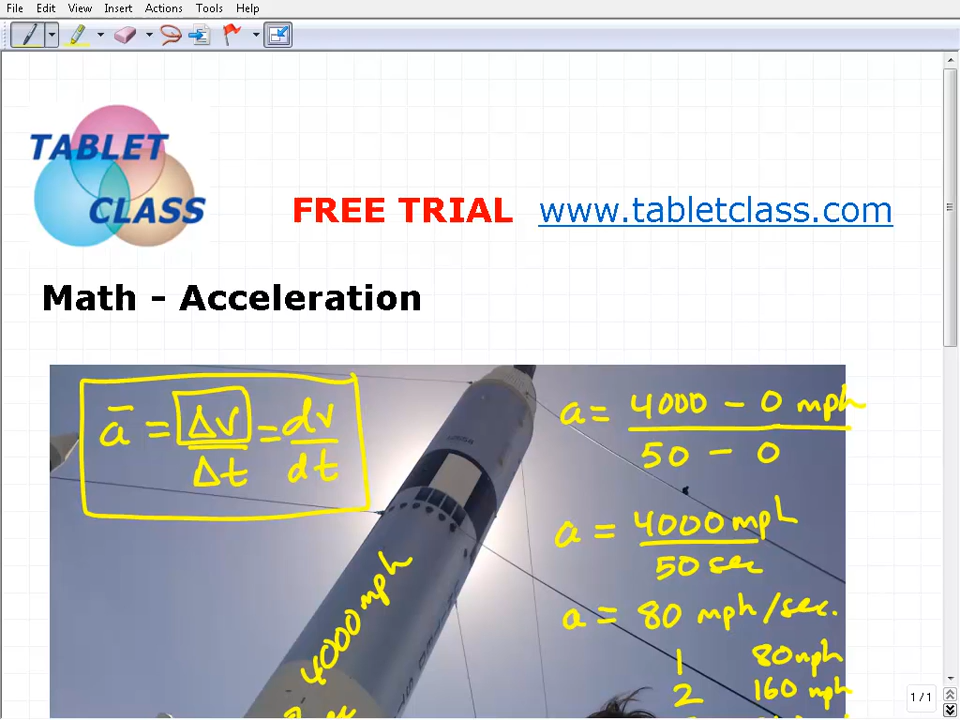 File Edit View Insert Actions Tools Help
TABLET
CLASS
FREE TRIAL www.tabletclass.com
Math - Acceleration
a̅ = Δv/Δt = dv/dt
a = 4000 - 0 mph
50 - 0
a = 4000 mph
50 sec
a = 80 mph/sec.
1 80mph
2 160 mph
4000 mph
1 / 1